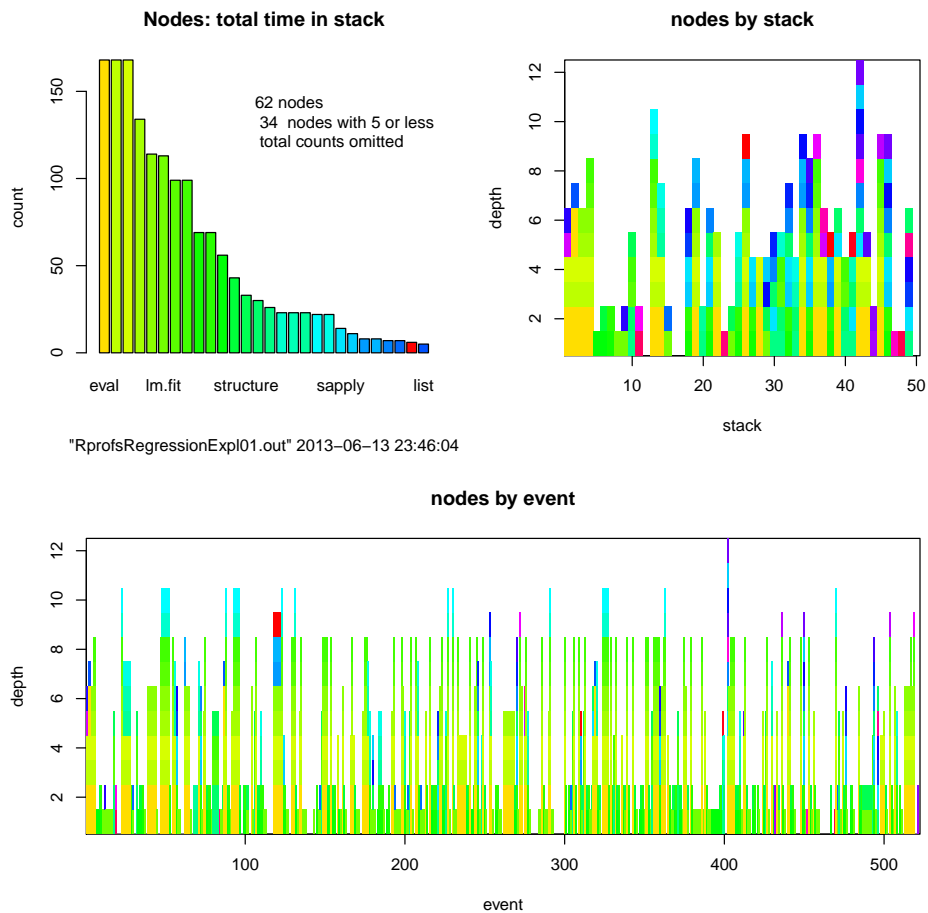 Nodes: total time in stack
62 nodes
34 nodes with 5 or less
total counts omitted
count
0
50
100
150
eval
lm.fit
structure
sapply
list
"RprofsRegressionExpl01.out" 2013−06−13 23:46:04
nodes by stack
depth
2
4
6
8
10
12
10
20
30
40
50
stack
nodes by event
depth
2
4
6
8
10
12
100
200
300
400
500
event